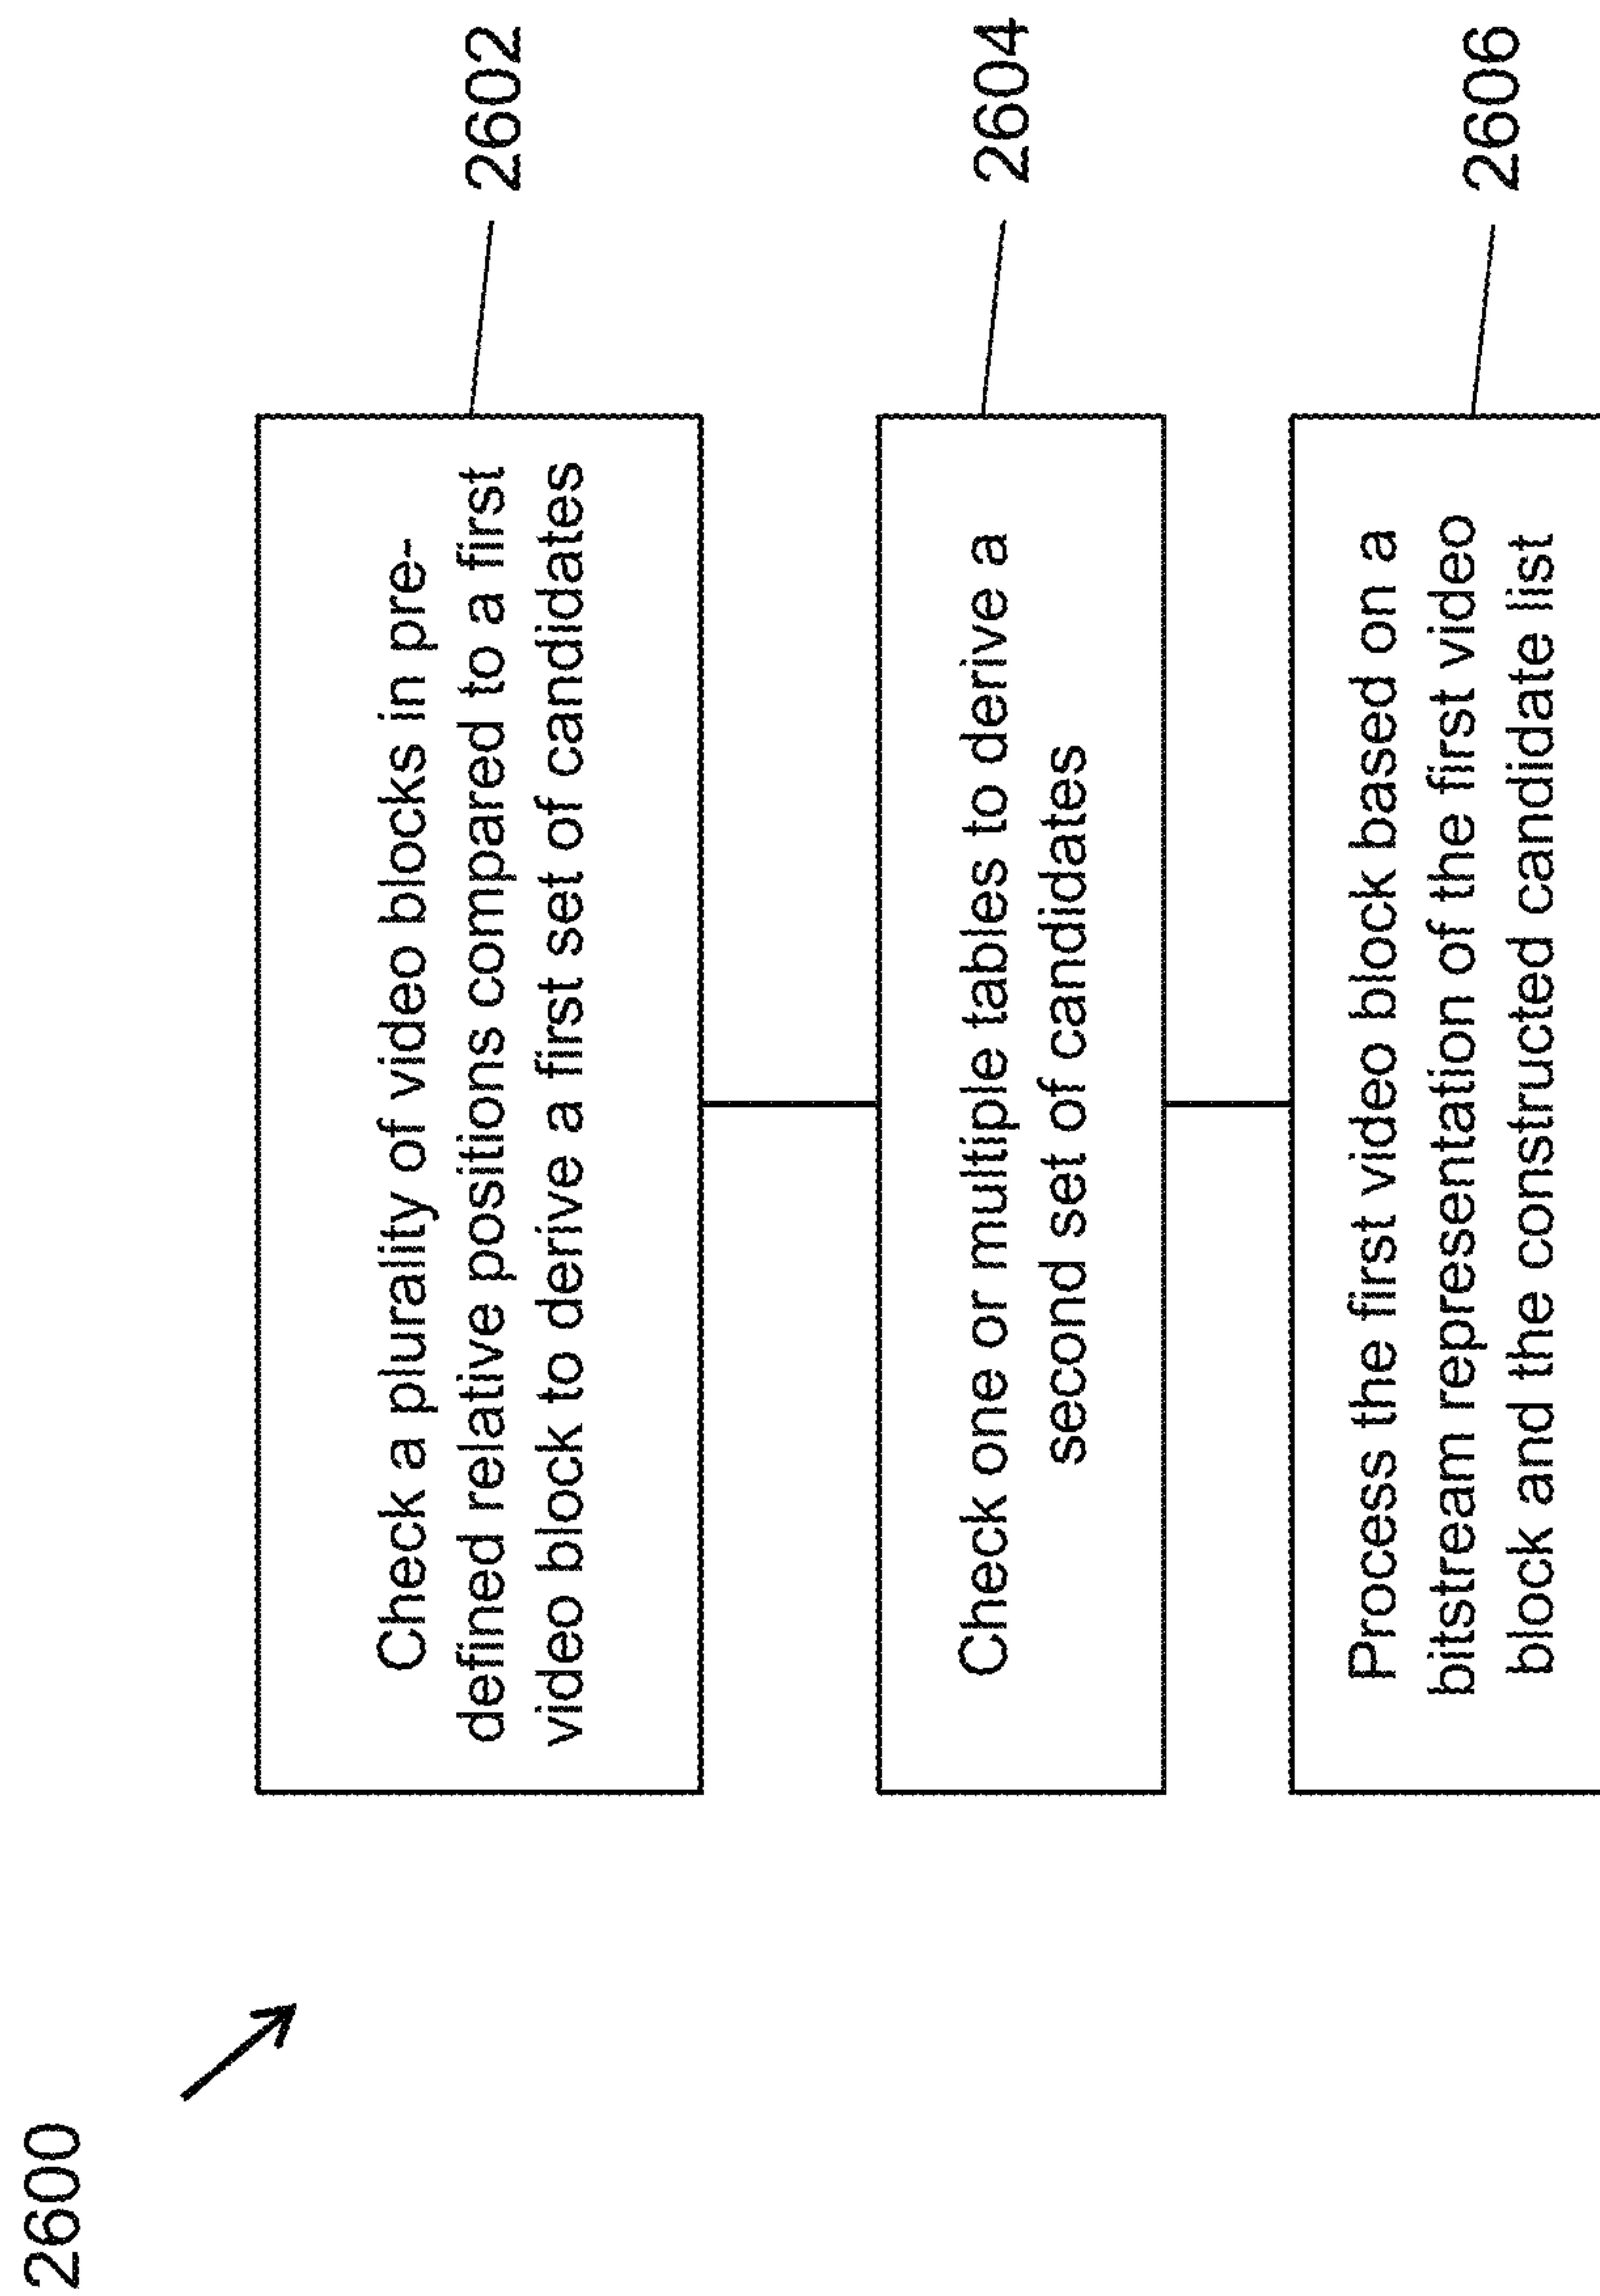 2600
Check a plurality of video blocks in pre-
defined relative positions compared to a first
video block to derive a first set of candidates
2602
Check one or multiple tables to derive a
second set of candidates
2604
Process the first video block based on a
bitstream representation of the first video
block and the constructed candidate list
2606